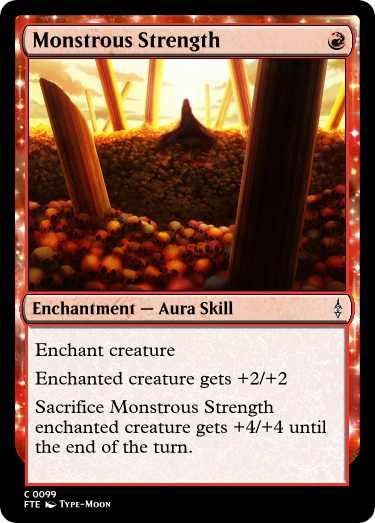 Monstrous Strength
Enchantment — Aura Skill
Enchant creature
Enchanted creature gets +2/+2
Sacrifice Monstrous Strength
enchanted creature gets +4/+4 until
the end of the turn.
C 0099
FTE Type-Moon